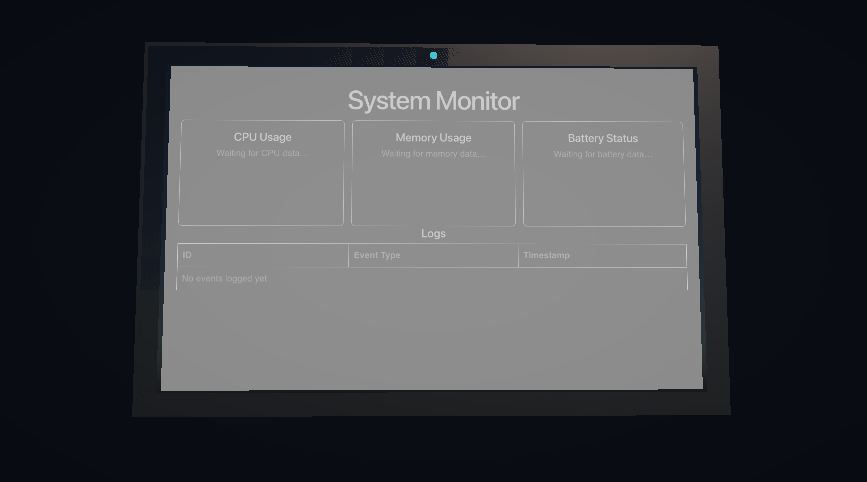 System Monitor
CPU Usage
Waiting for CPU data...
Memory Usage
Waiting for memory data...
Battery Status
Waiting for battery data...
Logs
ID Event Type Timestamp
No events logged yet